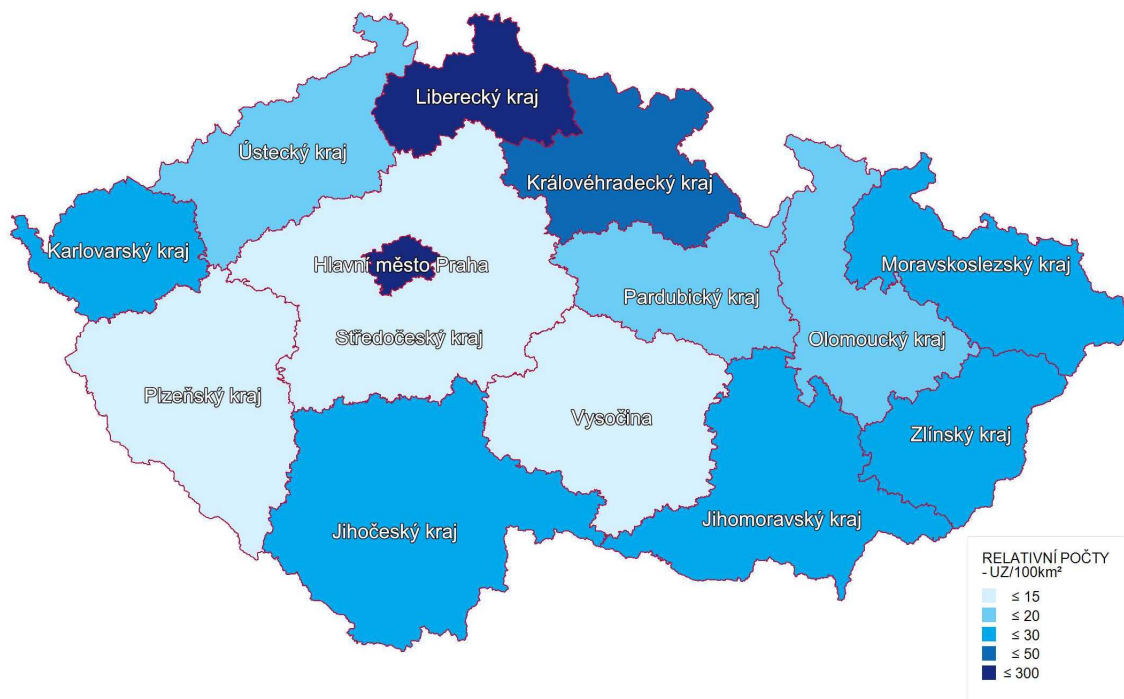 Liberecký kraj
Ústecký kraj
Královéhradecký kraj
Karlovarský kraj
Hlavní město Praha
Moravskoslezský kraj
Pardubický kraj
Středočeský kraj
Olomoucký kraj
Plzeňský kraj
Vysočina
Zlínský kraj
Jihočeský kraj
Jihomoravský kraj
RELATIVNÍ POČTY
- UZ/100km²
≤ 15
≤ 20
≤ 30
≤ 50
≤ 300